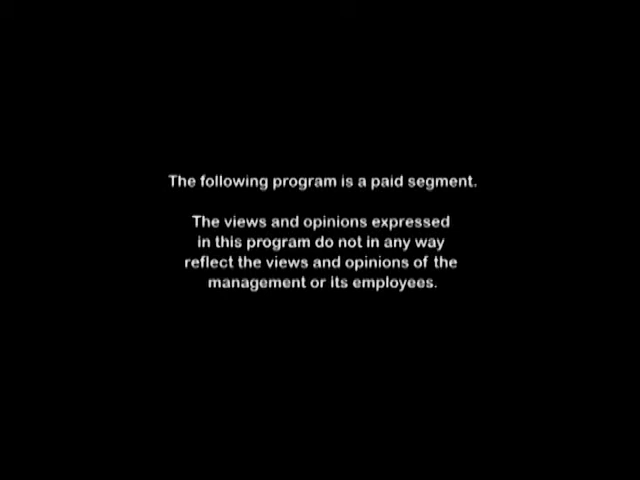 The following program is a paid segment.
The views and opinions expressed
in this program do not in any way
reflect the views and opinions of the
management or its employees.